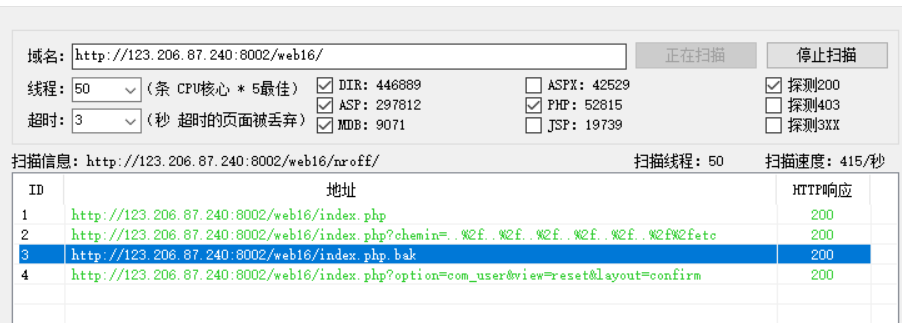 域名: http://123.206.87.240:8002/web16/ 正在扫描 停止扫描
线程: 50 (条 CPU核心 * 5最佳) DIR: 446889 ASPX: 42529 探测200
ASP: 297812 PHP: 52815 探测403
超时: 3 (秒 超时的页面被丢弃) MDB: 9071 JSP: 19739 探测3XX
扫描信息: http://123.206.87.240:8002/web16/nroff/ 扫描线程: 50 扫描速度: 415/秒
ID 地址 HTTP响应
1 http://123.206.87.240:8002/web16/index.php 200
2 http://123.206.87.240:8002/web16/index.php?chemin=..%2f..%2f..%2f..%2f..%2f..%2f%2fetc 200
3 http://123.206.87.240:8002/web16/index.php.bak 200
4 http://123.206.87.240:8002/web16/index.php?option=com_user&view=reset&layout=confirm 200